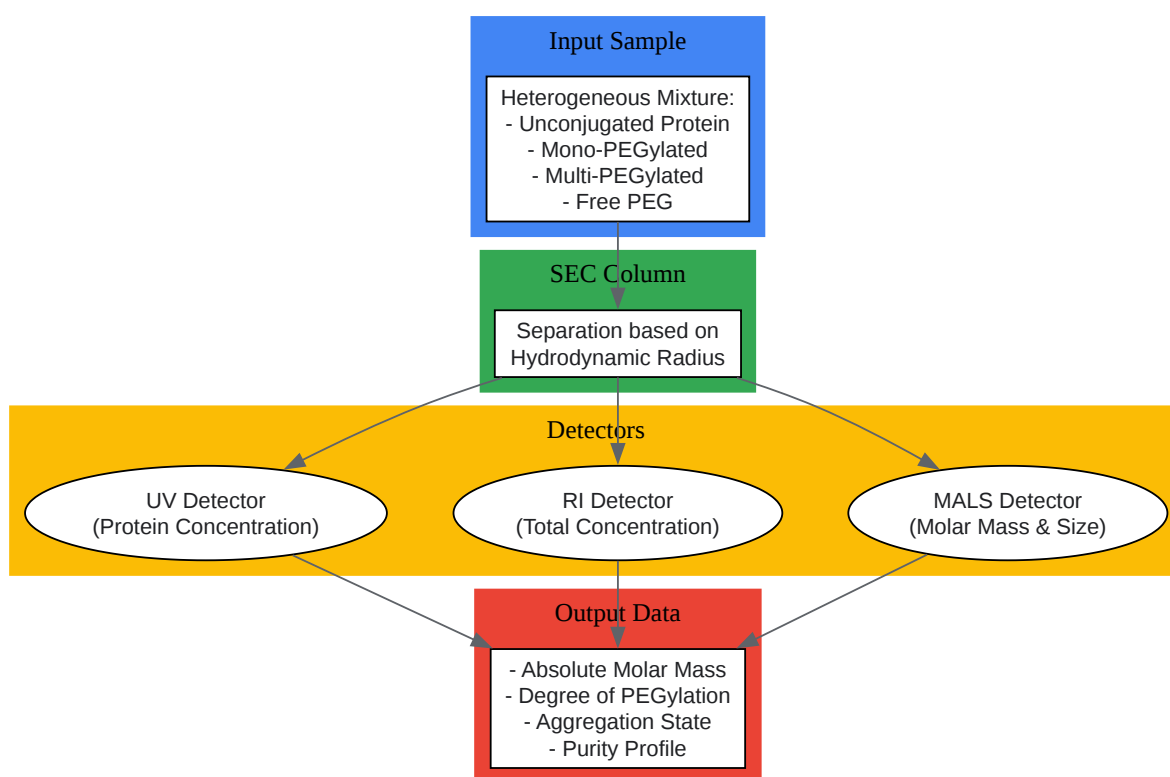 Input Sample
Heterogeneous Mixture:
- Unconjugated Protein
- Mono-PEGylated
- Multi-PEGylated
- Free PEG
SEC Column
Separation based on
Hydrodynamic Radius
Detectors
UV Detector
(Protein Concentration)
RI Detector
(Total Concentration)
MALS Detector
(Molar Mass & Size)
Output Data
- Absolute Molar Mass
- Degree of PEGylation
- Aggregation State
- Purity Profile